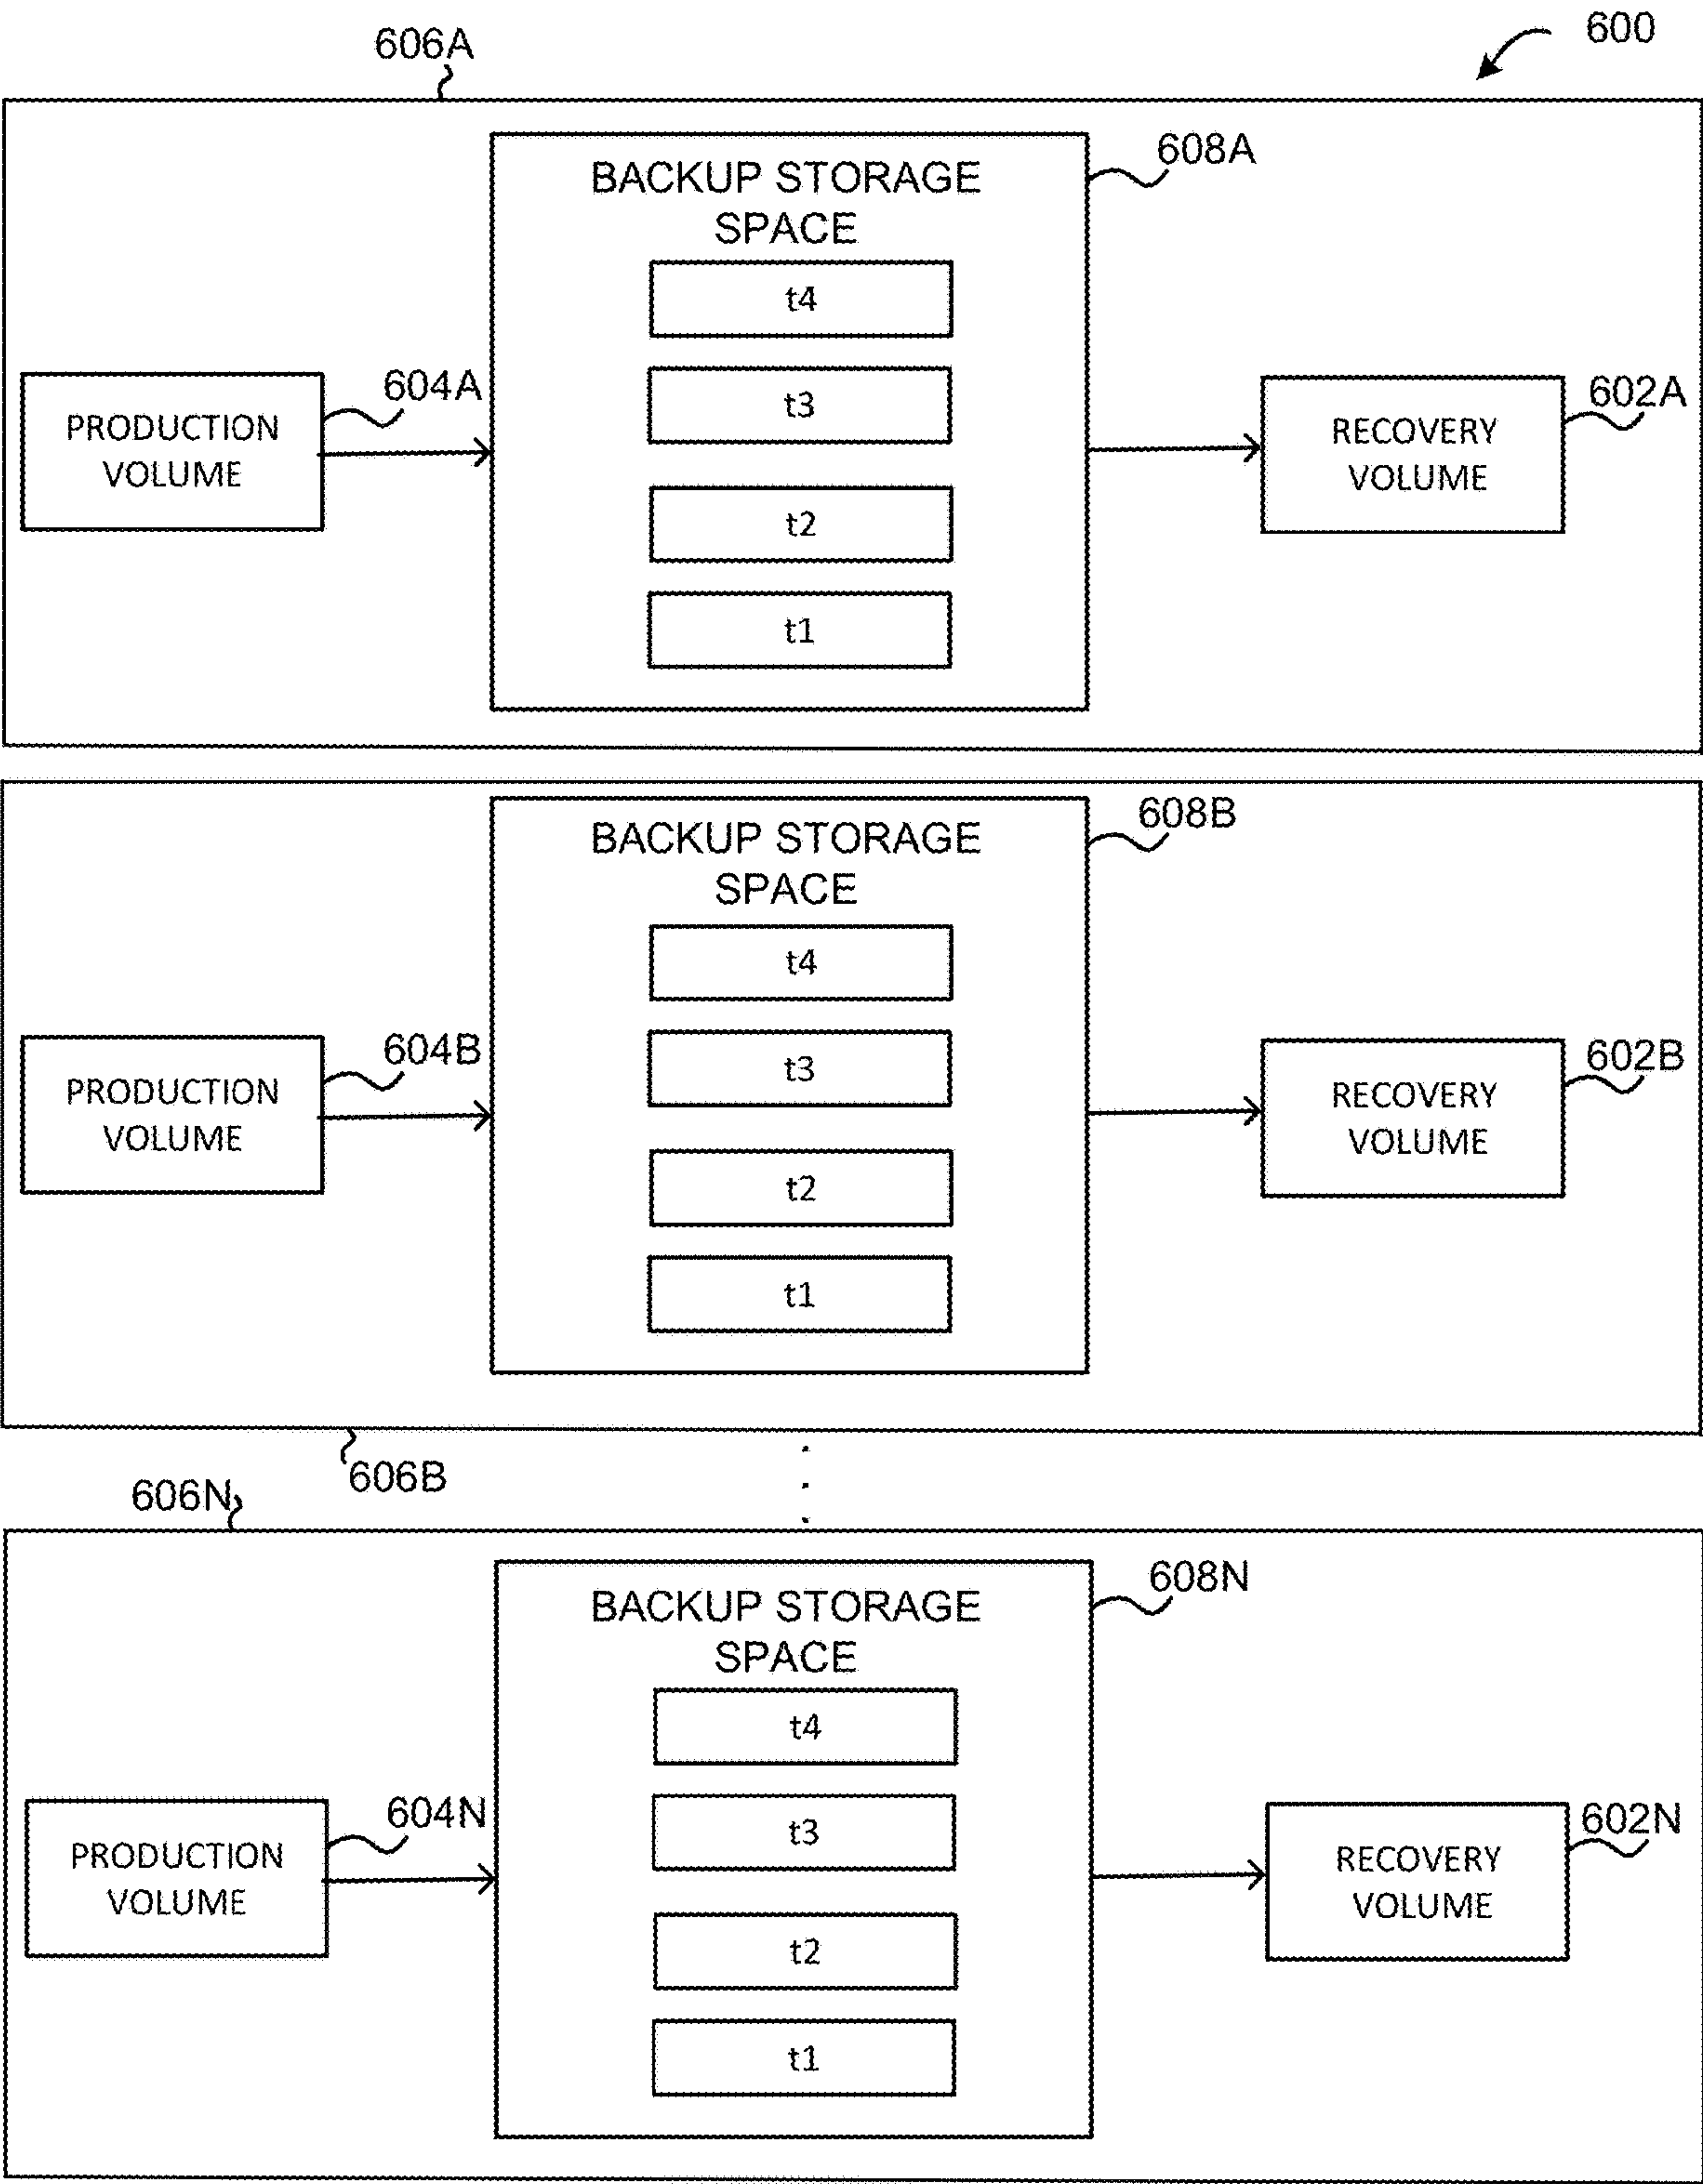 600
606A
608A
BACKUP STORAGE
SPACE
t4
604A
t3
602A
PRODUCTION
VOLUME
RECOVERY
VOLUME
t2
t1
608B
BACKUP STORAGE
SPACE
t4
604B
t3
602B
PRODUCTION
VOLUME
RECOVERY
VOLUME
t2
t1
606B
606N
608N
BACKUP STORAGE
SPACE
t4
604N
t3
602N
PRODUCTION
VOLUME
RECOVERY
VOLUME
t2
t1